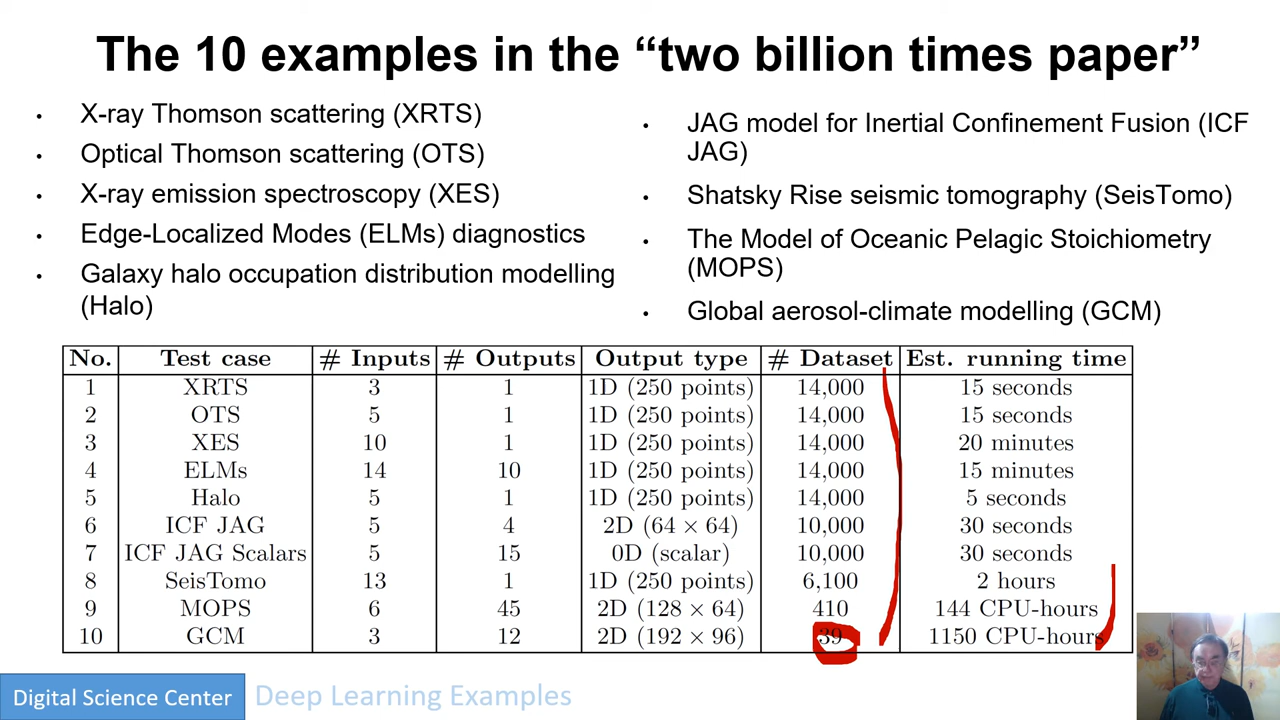 The 10 examples in the “two billion times paper”
• X-ray Thomson scattering (XRTS)
• Optical Thomson scattering (OTS)
• X-ray emission spectroscopy (XES)
• Edge-Localized Modes (ELMs) diagnostics
• Galaxy halo occupation distribution modelling
(Halo)
• JAG model for Inertial Confinement Fusion (ICF
JAG)
• Shatsky Rise seismic tomography (SeisTomo)
• The Model of Oceanic Pelagic Stoichiometry
(MOPS)
• Global aerosol-climate modelling (GCM)
No. Test case # Inputs # Outputs Output type # Dataset Est. running time
1 XRTS 3 1 1D (250 points) 14,000 15 seconds
2 OTS 5 1 1D (250 points) 14,000 15 seconds
3 XES 10 1 1D (250 points) 14,000 20 minutes
4 ELMs 14 10 1D (250 points) 14,000 15 minutes
5 Halo 5 1 1D (250 points) 14,000 5 seconds
6 ICF JAG 5 4 2D (64 × 64) 10,000 30 seconds
7 ICF JAG Scalars 5 15 0D (scalar) 10,000 30 seconds
8 SeisTomo 13 1 1D (250 points) 6,100 2 hours
9 MOPS 6 45 2D (128 × 64) 410 144 CPU-hours
10 GCM 3 12 2D (192 × 96) 39 1150 CPU-hours
Digital Science Center Deep Learning Examples